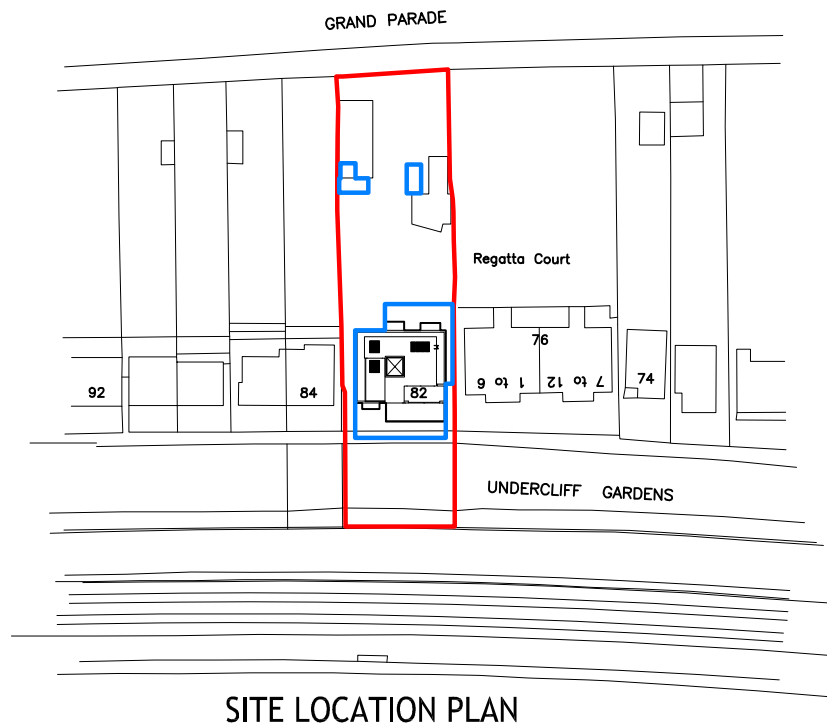 GRAND PARADE
Regatta Court
76
7 to 12
1 to 6
74
92
84
82
UNDERCLIFF GARDENS
SITE LOCATION PLAN